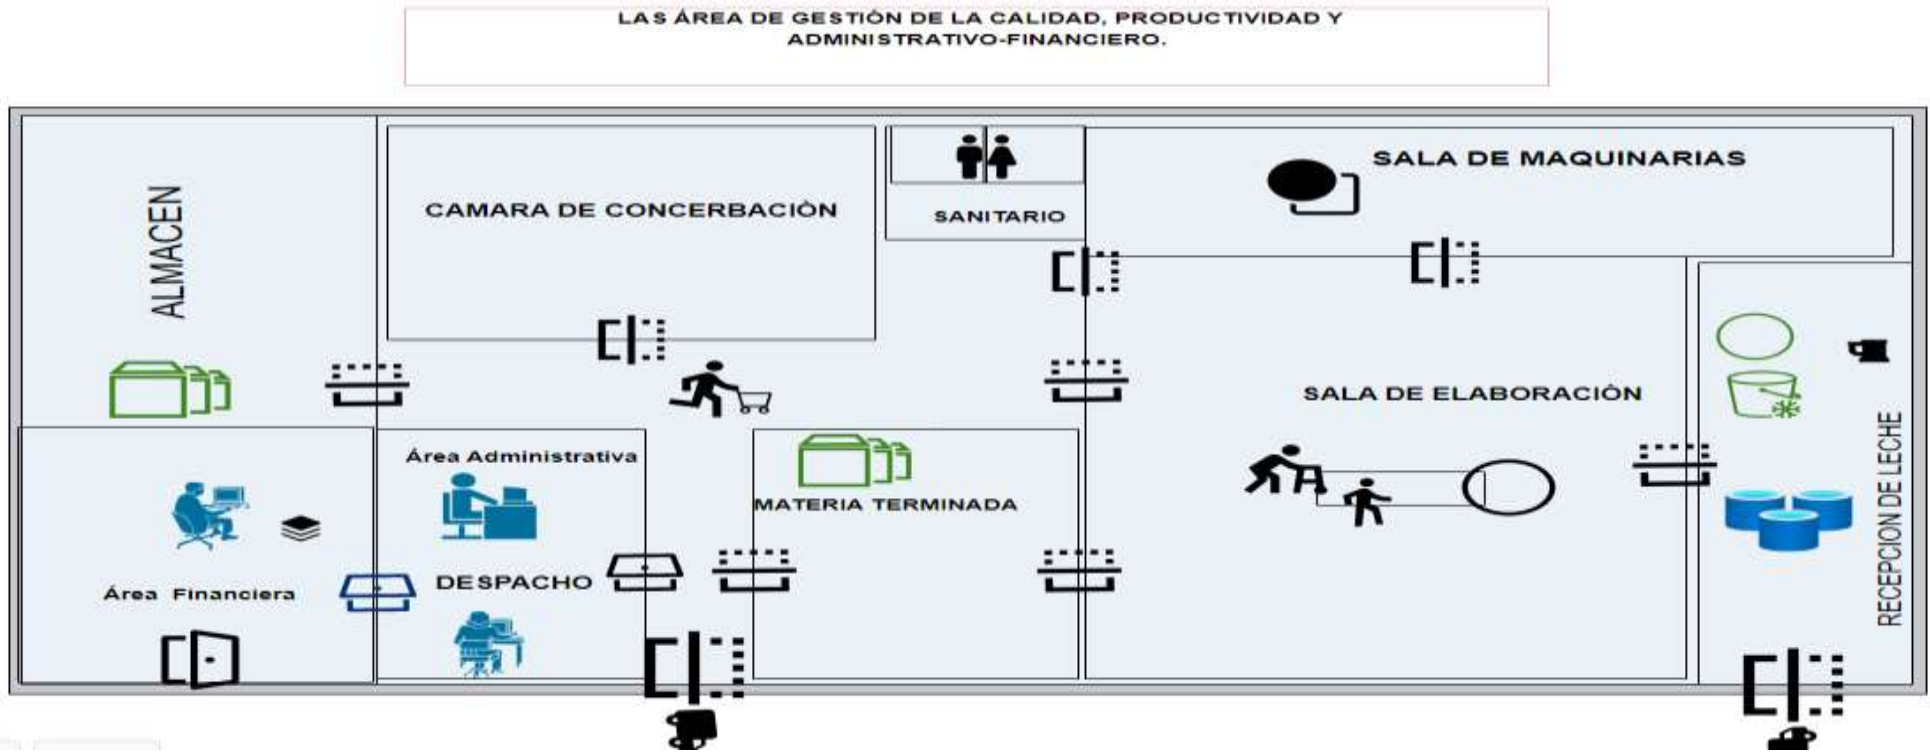 LAS ÁREA DE GESTIÓN DE LA CALIDAD, PRODUCTIVIDAD Y
ADMINISTRATIVO-FINANCIERO.
ALMACEN
CAMARA DE CONCERBACIÒN
SANITARIO
SALA DE MAQUINARIAS
SALA DE ELABORACIÓN
RECEPCION DE LECHE
Área Administrativa
MATERIA TERMINADA
DESPACHO
Área Financiera